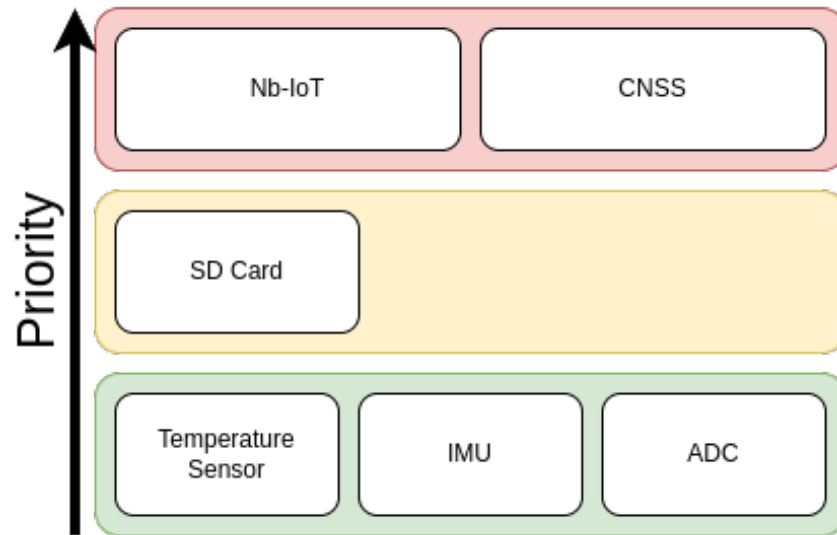 Priority
Nb-IoT
CNSS
SD Card
Temperature
Sensor
IMU
ADC